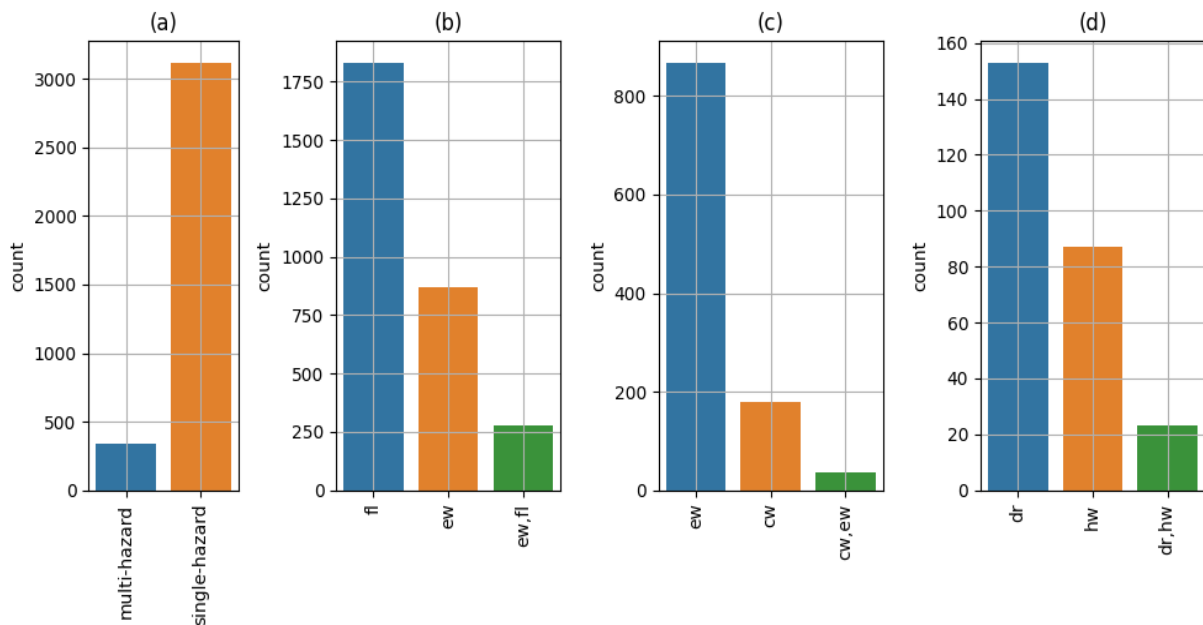 (a)
count
3000
2500
2000
1500
1000
500
0
multi-hazard
single-hazard
(b)
count
1750
1500
1250
1000
750
500
250
0
fl
ew
ew,fl
(c)
count
800
600
400
200
0
ew
cw
cw,ew
(d)
count
160
140
120
100
80
60
40
20
0
dr
hw
dr,hw